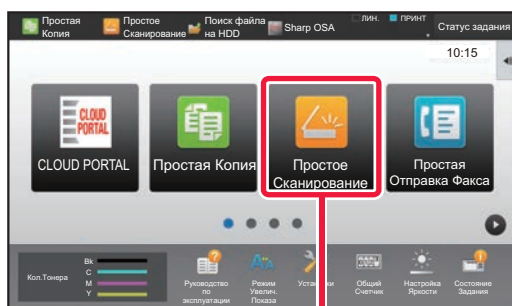 Простая Копия
Простое Сканирование
Поиск файла на HDD
Sharp OSA
ЛИН.
ПРИНТ
Статус задания
10:15
CLOUD PORTAL
CLOUD PORTAL
Простая Копия
Простое
Сканирование
Простая
Отправка Факса
Кол.Тонера
Bk
C
M
Y
Руководство
по
эксплуатации
Режим
Увелич.
Показа
Установки
Общий
Счетчик
Настройка
Яркости
Состояние
Задания